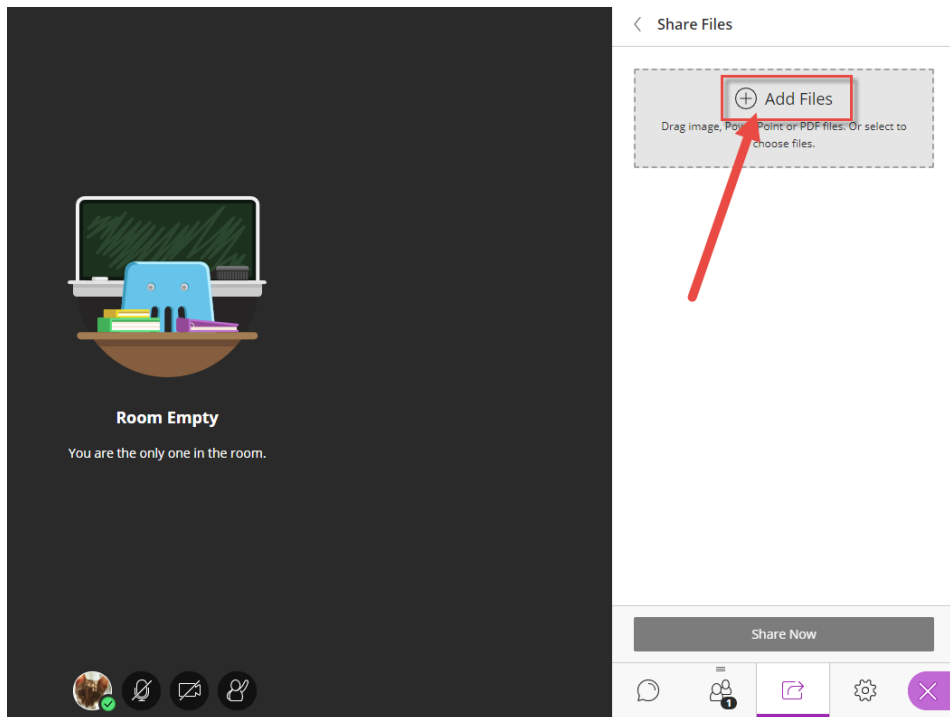 Share Files
Add Files
Drag image, PowerPoint or PDF files. Or select to
choose files.
Room Empty
You are the only one in the room.
Share Now
1